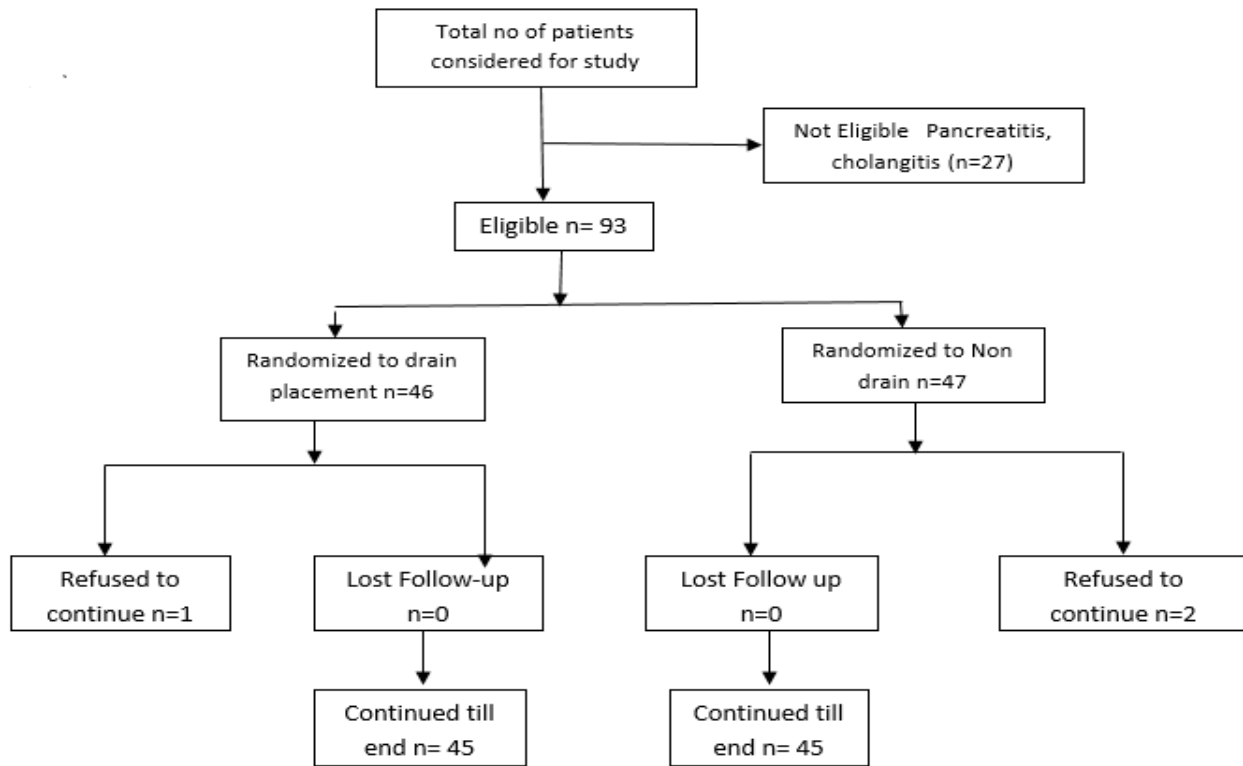 Total no of patients
considered for study
Not Eligible   Pancreatitis,
cholangitis (n=27)
Eligible n= 93
Randomized to drain
placement n=46
Randomized to Non
drain n=47
Refused to
continue n=1
Lost Follow-up
n=0
Lost Follow up
n=0
Refused to
continue n=2
Continued till
end n= 45
Continued till
end n= 45